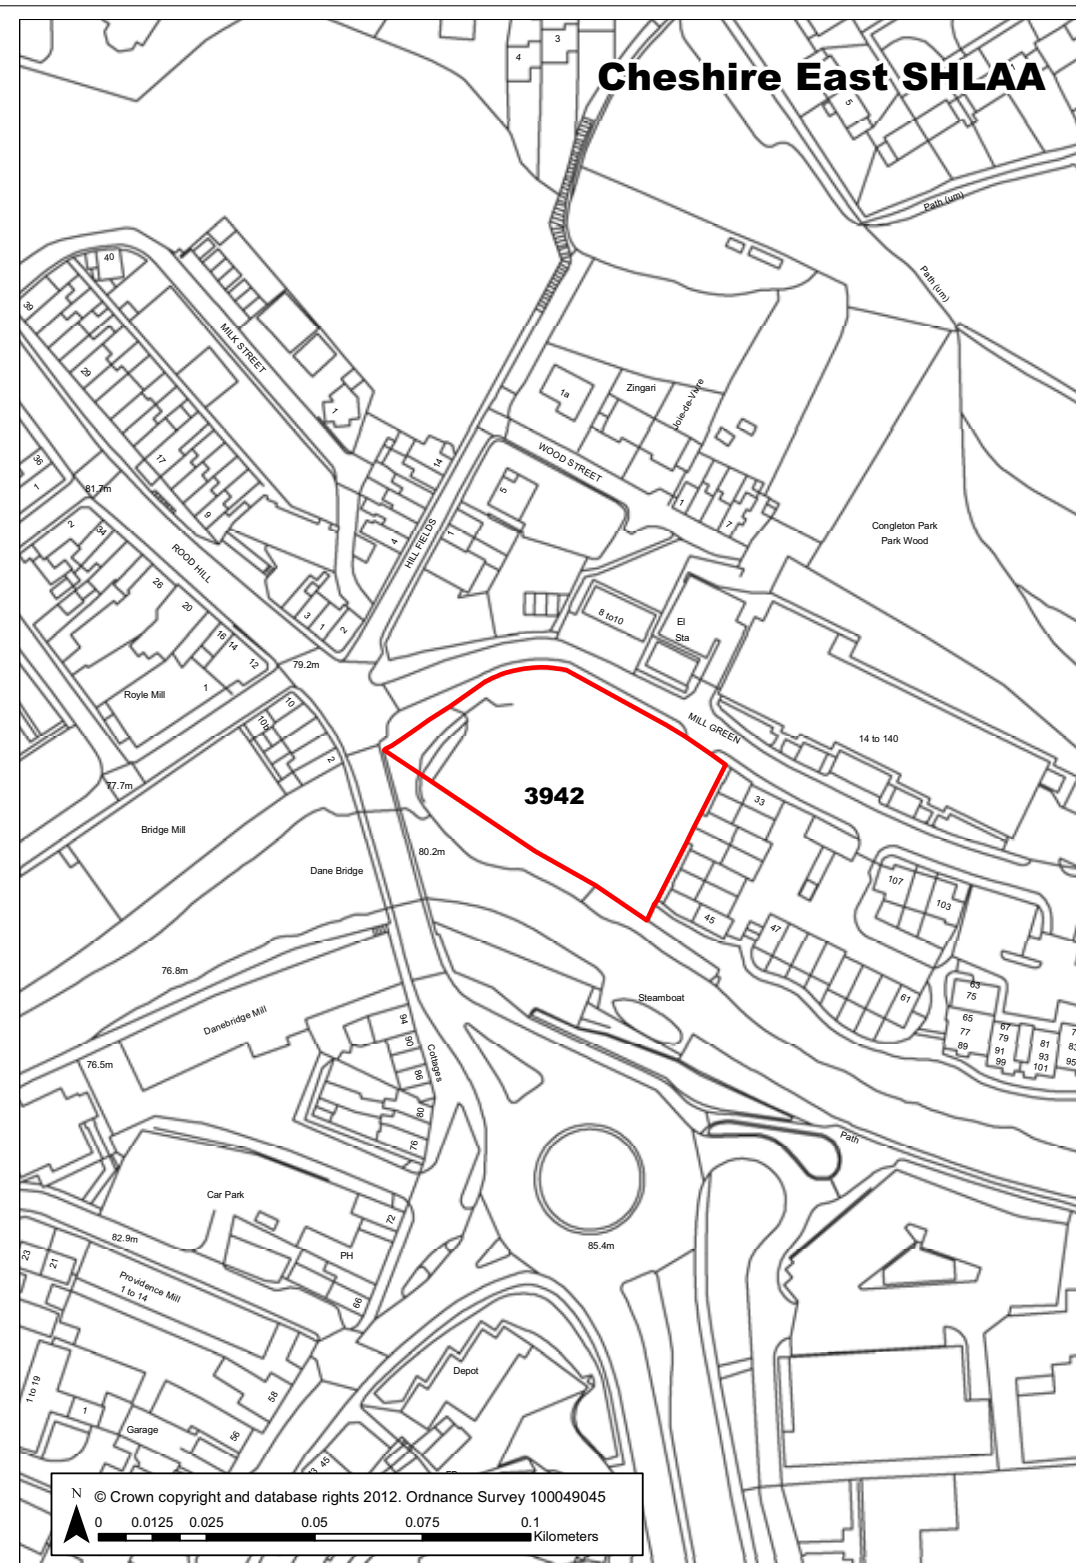 Cheshire East SHLAA
3
4
5
1
Path (um)
Path (um)
40
39
MILK STREET
29
1
17
9
36
1
81.7m
2
34
ROOD HILL
26
20
16
14
12
3
1
2
79.2m
Royle Mill
1
14
4
HILL FIELDS
1
5
1a
Zingari
Joie-de-Vivre
WOOD STREET
1
7
Congleton Park
Park Wood
8 to10
El
Sta
MILL GREEN
14 to 140
10
10b
2
77.7m
Bridge Mill
3942
33
80.2m
Dane Bridge
45
47
107
103
61
76.8m
Steamboat
Danebridge Mill
94
90
86
Cottages
80
76
76.5m
63
75
65
77
89
67
79
91
99
81
93
101
7
83
95
Path
Car Park
72
82.9m
85.4m
PH
66
23
21
Providence Mill
1 to 14
Depot
1 to 19
1
58
Garage
56
45
N
© Crown copyright and database rights 2012. Ordnance Survey 100049045
0 0.0125 0.025 0.05 0.075 0.1
Kilometers